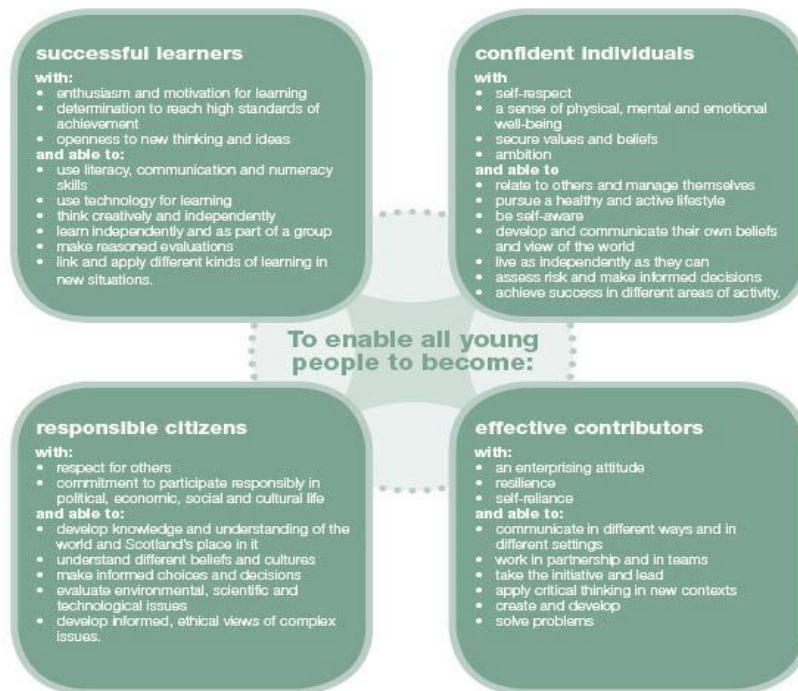 successful learners
with:
• enthusiasm and motivation for learning
• determination to reach high standards of
achievement
• openness to new thinking and ideas
and able to:
• use literacy, communication and numeracy
skills
• use technology for learning
• think creatively and independently
• learn independently and as part of a group
• make reasoned evaluations
• link and apply different kinds of learning in
new situations.
confident individuals
with
• self-respect
• a sense of physical, mental and emotional
well-being
• secure values and beliefs
• ambition
and able to
• relate to others and manage themselves
• pursue a healthy and active lifestyle
• be self-aware
• develop and communicate their own beliefs
and view of the world
• live as independently as they can
• assess risk and make informed decisions
• achieve success in different areas of activity.
To enable all young
people to become:
responsible citizens
with:
• respect for others
• commitment to participate responsibly in
political, economic, social and cultural life
and able to:
• develop knowledge and understanding of the
world and Scotland's place in it
• understand different beliefs and cultures
• make informed choices and decisions
• evaluate environmental, scientific and
technological issues
• develop informed, ethical views of complex
issues.
effective contributors
with:
• an enterprising attitude
• resilience
• self-reliance
and able to:
• communicate in different ways and in
different settings
• work in partnership and in teams
• take the initiative and lead
• apply critical thinking in new contexts
• create and develop
• solve problems